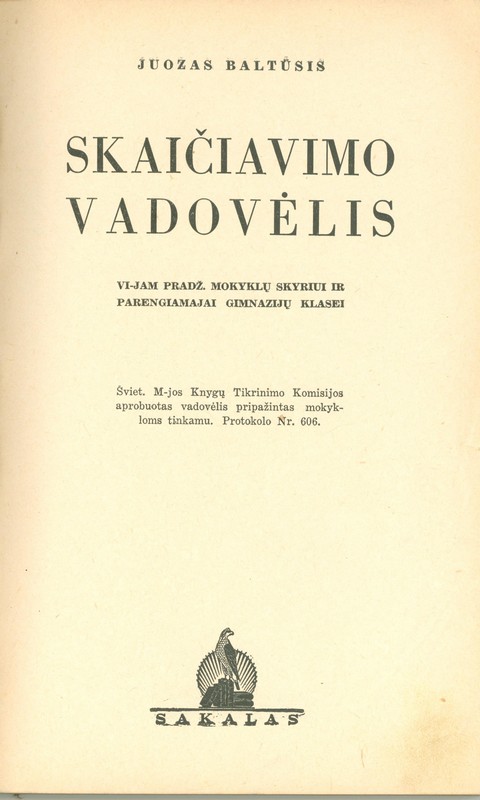 JUOZAS BALTŪSIS
SKAIČIAVIMO
VADOVĖLIS
VI-JAM PRADŽ. MOKYKLŲ SKYRIUI IR
PARENGIAMAJAI GIMNAZIJŲ KLASEI
Šviet. M-jos Knygų Tikrinimo Komisijos
aprobuotas vadovėlis pripažintas mokyk-
loms tinkamu. Protokolo Nr. 606.
SAKALAS